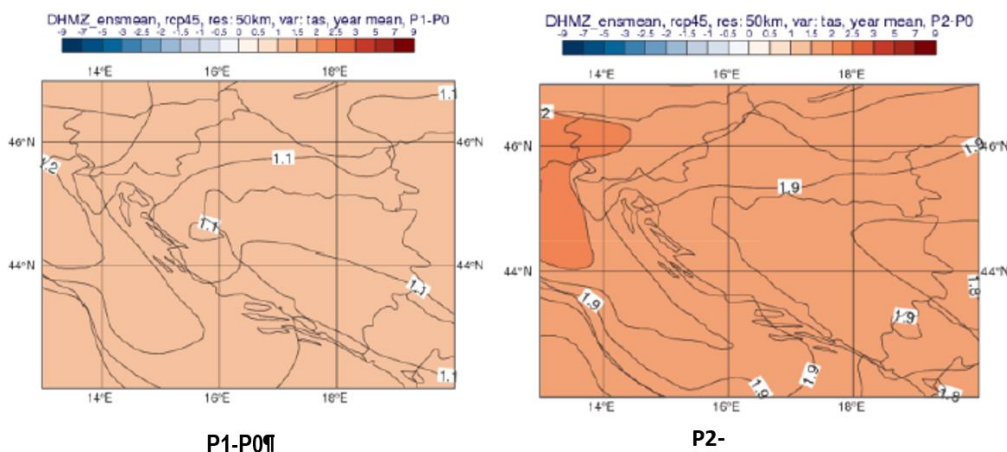 DHMZ_ensmean, rcp45, res: 50km, var: tas, year mean, P1-P0
-9 -7 -5 -3 -2.5 -2 -1.5 -1 -0.5 0 0.5 1 1.5 2 2.5 3 5 7 9
14°E 16°E 18°E
1.1
46°N 46°N
1.1
1.1
44°N 44°N
1.1
1.1
14°E 16°E 18°E
P1-P0¶
DHMZ_ensmean, rcp45, res: 50km, var: tas, year mean, P2-P0
-9 -7 -5 -3 -2.5 -2 -1.5 -1 -0.5 0 0.5 1 1.5 2 2.5 3 5 7 9
14°E 16°E 18°E
2
46°N 46°N
1.9
1.9
44°N 44°N
1.8
1.9
1.9
1.9
1.9
1.8
14°E 16°E 18°E
P2-